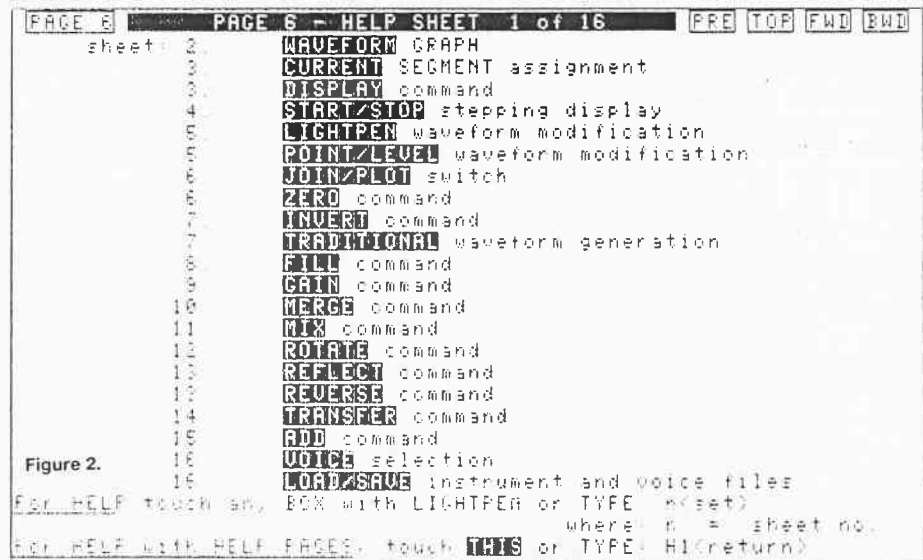 PAGE 6 PAGE 6 - HELP SHEET 1 of 16 PRE TOP FWD BWD
sheet: 2. WAVEFORM GRAPH
3. CURRENT SEGMENT assignment
3. DISPLAY command
4. START/STOP stepping display
5. LIGHTPEN waveform modification
5. POINT/LEVEL waveform modification
6. JOIN/PLOT switch
6. ZERO command
7. INVERT command
7. TRADITIONAL waveform generation
8. FILL command
9. GAIN command
10 MERGE command
11 MIX command
12 ROTATE command
13 REFLECT command
13 REVERSE command
14 TRANSFER command
15 ADD command
16 VOICE selection
16 LOAD/SAVE instrument and voice files
Figure 2.
For HELP touch any BOX with LIGHTPEN or TYPE n(set)
where n = sheet no.
For HELP with HELP PAGES, touch THIS or TYPE H1(return)